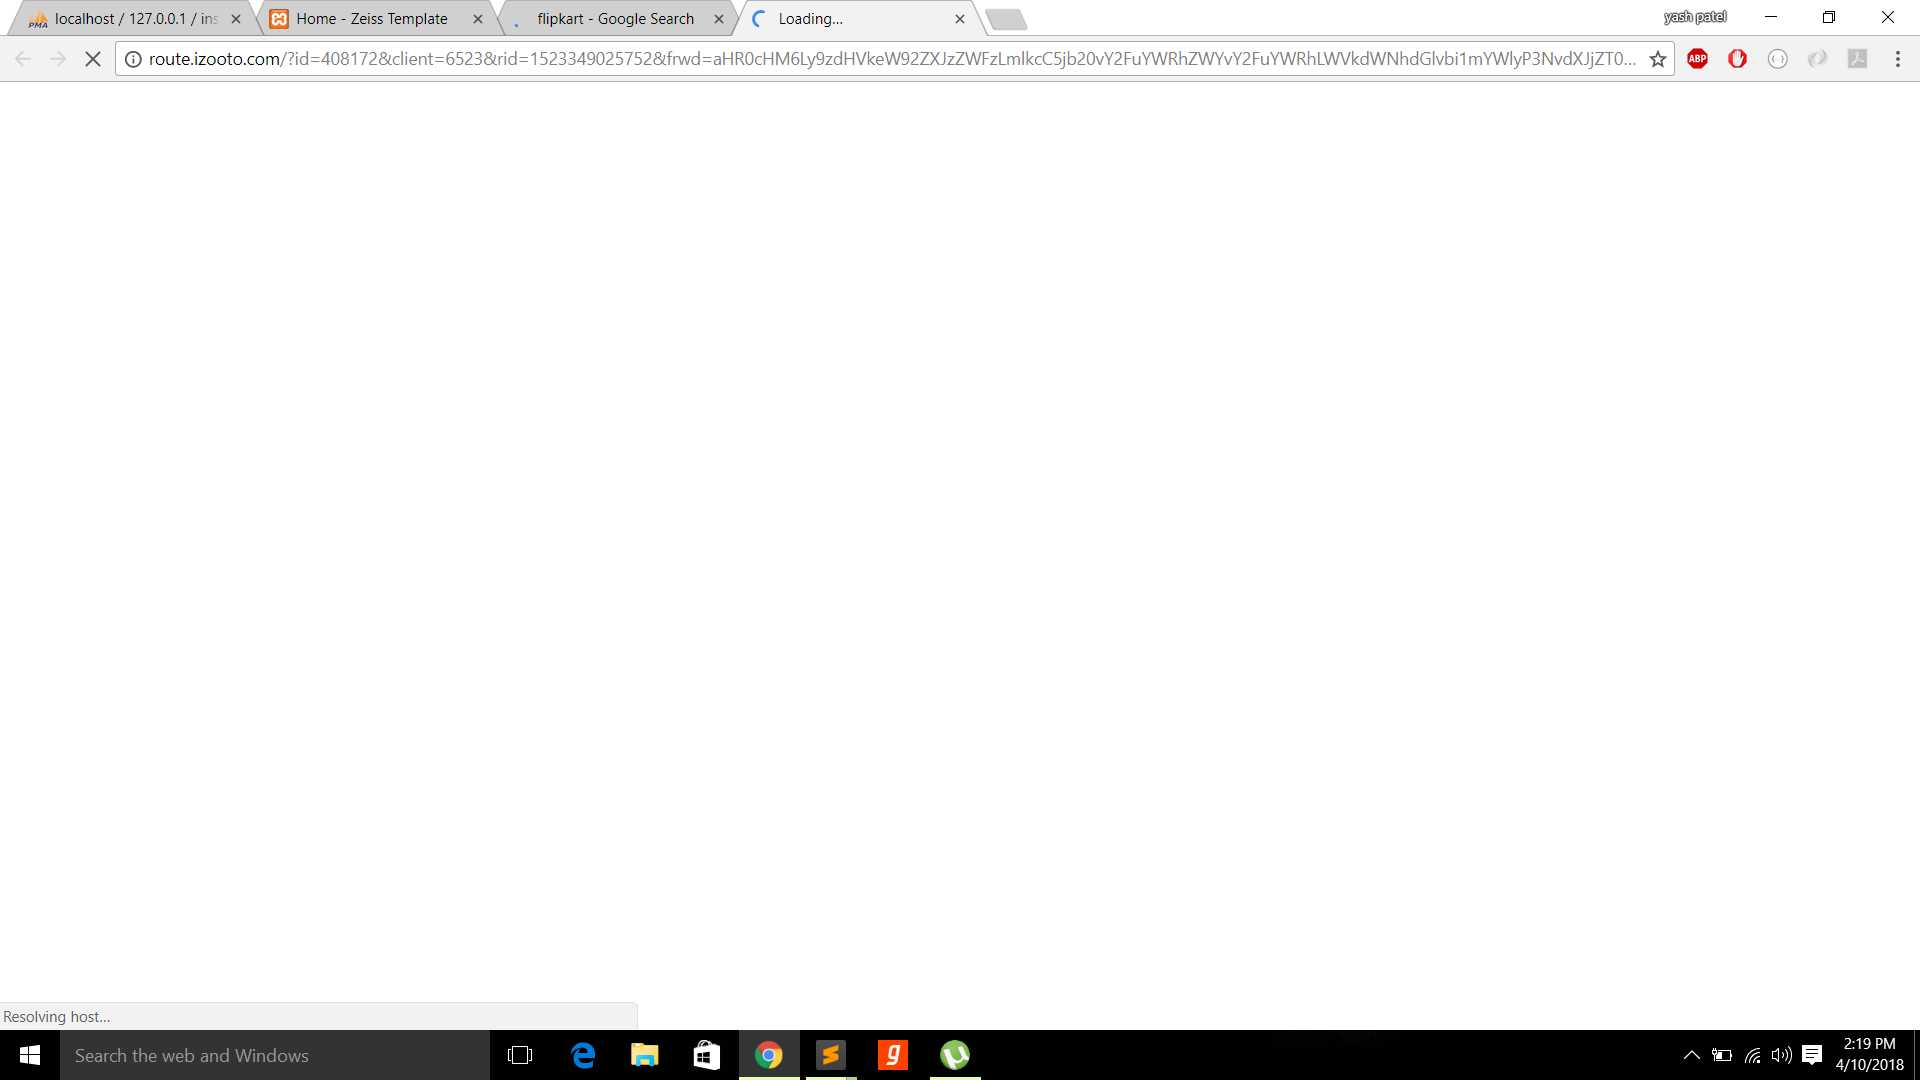 localhost / 127.0.0.1 / ins
Home - Zeiss Template
flipkart - Google Search
Loading...
yash patel
route.izooto.com/?id=408172&client=6523&rid=1523349025752&frwd=aHR0cHM6Ly9zdHVkeW92ZXJzZWFzLmlkcC5jb20vY2FuYWRhZWYvY2FuYWRhLWVkdWNhdGlvbi1mYWlyP3NvdXJjZT0...
ABP
PMA
Resolving host...
Search the web and Windows
2:19 PM
4/10/2018